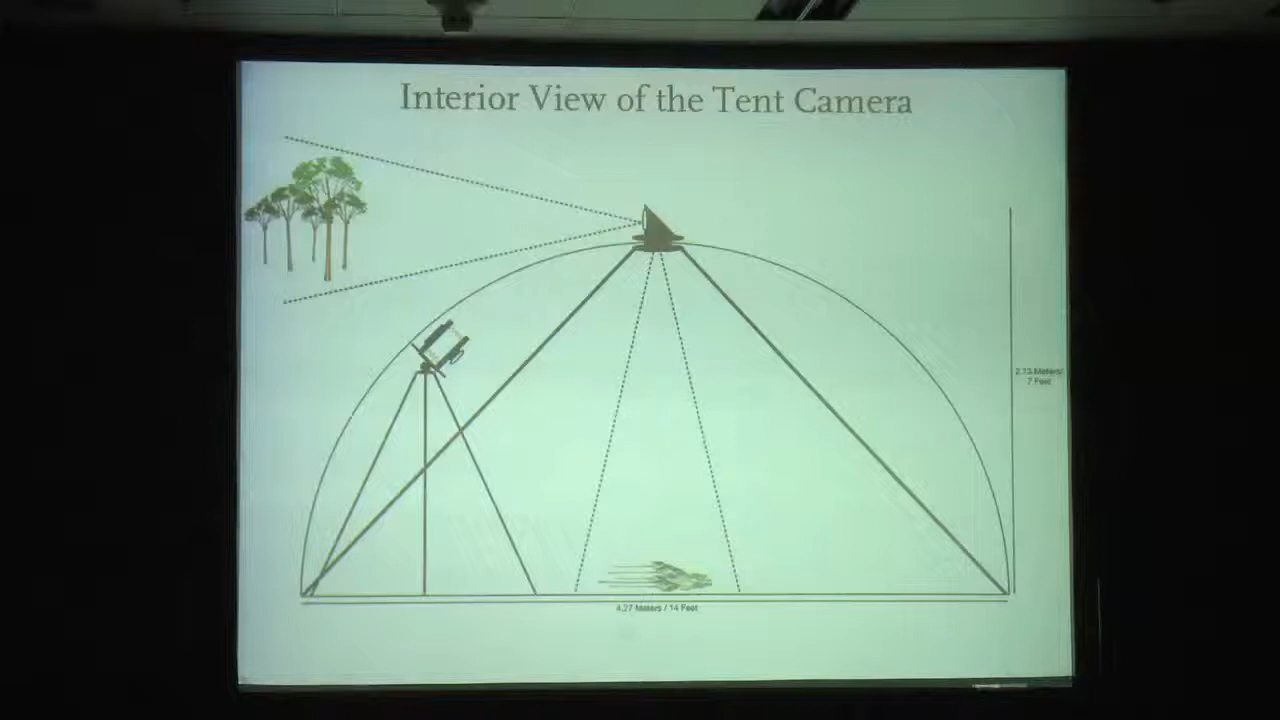 Interior View of the Tent Camera
2.13 Meters/
7 Feet
4.27 Meters / 14 Feet